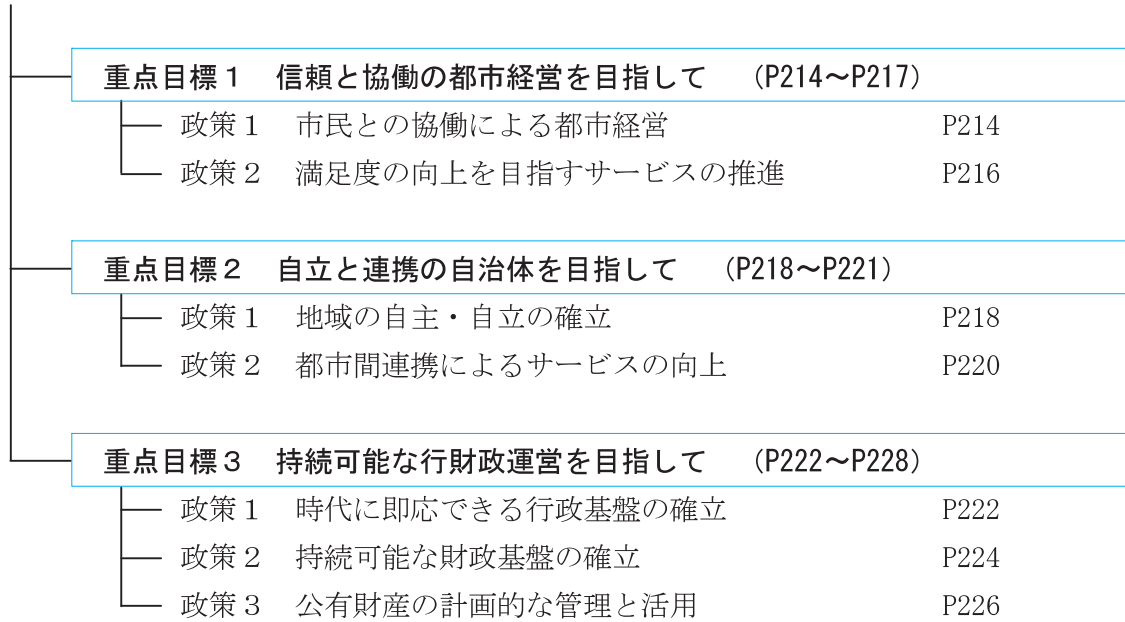 重点目標１　信頼と協働の都市経営を目指して　（P214～P217）
政策１　市民との協働による都市経営　P214
政策２　満足度の向上を目指すサービスの推進　P216
重点目標２　自立と連携の自治体を目指して　（P218～P221）
政策１　地域の自主・自立の確立　P218
政策２　都市間連携によるサービスの向上　P220
重点目標３　持続可能な行財政運営を目指して　（P222～P228）
政策１　時代に即応できる行政基盤の確立　P222
政策２　持続可能な財政基盤の確立　P224
政策３　公有財産の計画的な管理と活用　P226